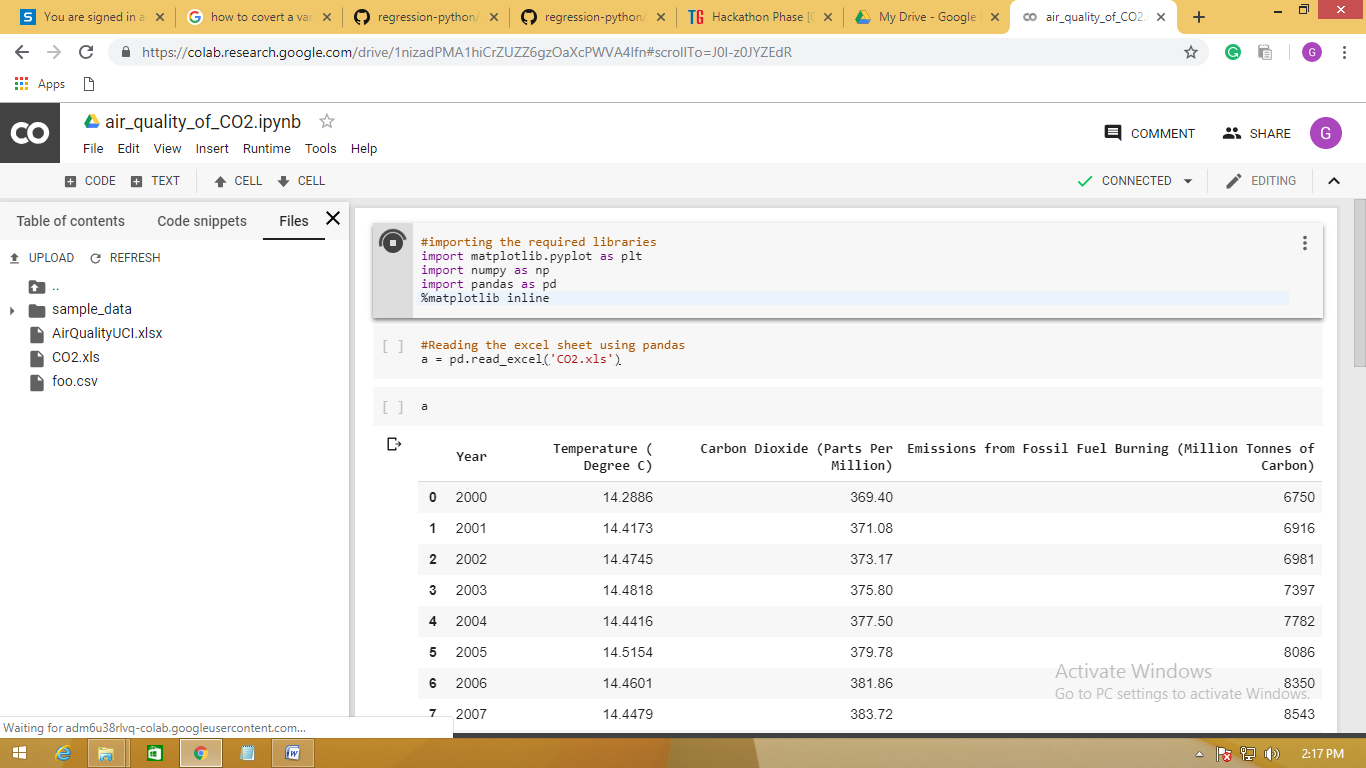 You are signed in a
how to covert a var
regression-python/
regression-python/
TG Hackathon Phase [C
My Drive - Google
air_quality_of_CO2.
https://colab.research.google.com/drive/1nizadPMA1hiCrZUZZ6gzOaXcPWVA4lfn#scrollTo=J0l-z0JYZEdR
G
Apps
CO
air_quality_of_CO2.ipynb
COMMENT
SHARE
G
File Edit View Insert Runtime Tools Help
CODE TEXT CELL CELL
CONNECTED
EDITING
Table of contents Code snippets Files
UPLOAD REFRESH
..
sample_data
AirQualityUCI.xlsx
CO2.xls
foo.csv
#importing the required libraries
import matplotlib.pyplot as plt
import numpy as np
import pandas as pd
%matplotlib inline
[ ] #Reading the excel sheet using pandas
a = pd.read_excel('CO2.xls')
[ ] a
Year Temperature ( Degree C) Carbon Dioxide (Parts Per Million) Emissions from Fossil Fuel Burning (Million Tonnes of Carbon)
0 2000 14.2886 369.40 6750
1 2001 14.4173 371.08 6916
2 2002 14.4745 373.17 6981
3 2003 14.4818 375.80 7397
4 2004 14.4416 377.50 7782
5 2005 14.5154 379.78 8086
6 2006 14.4601 381.86 8350
7 2007 14.4479 383.72 8543
Activate Windows
Go to PC settings to activate Windows.
Waiting for adm6u38rlvq-colab.googleusercontent.com...
2:17 PM